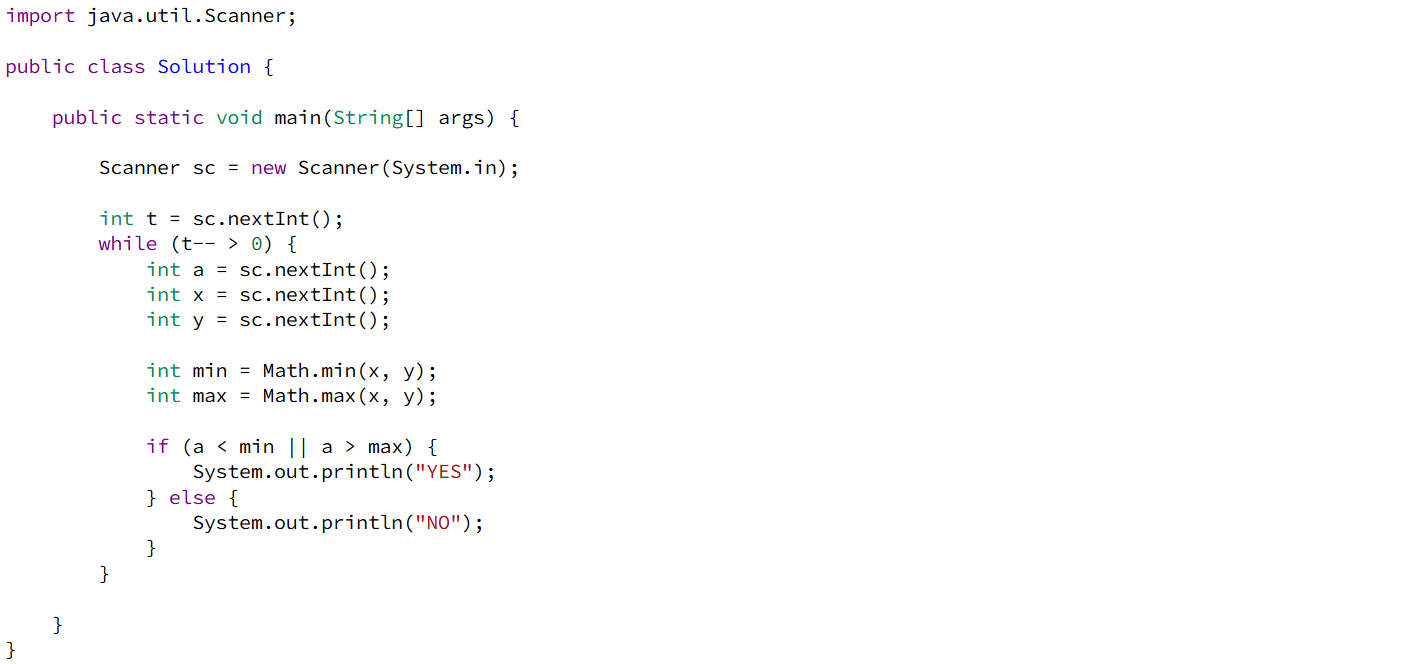 import java.util.Scanner;
public class Solution {
    public static void main(String[] args) {
        Scanner sc = new Scanner(System.in);
        int t = sc.nextInt();
        while (t-- > 0) {
            int a = sc.nextInt();
            int x = sc.nextInt();
            int y = sc.nextInt();
            int min = Math.min(x, y);
            int max = Math.max(x, y);
            if (a < min || a > max) {
                System.out.println("YES");
            } else {
                System.out.println("NO");
            }
        }
    }
}